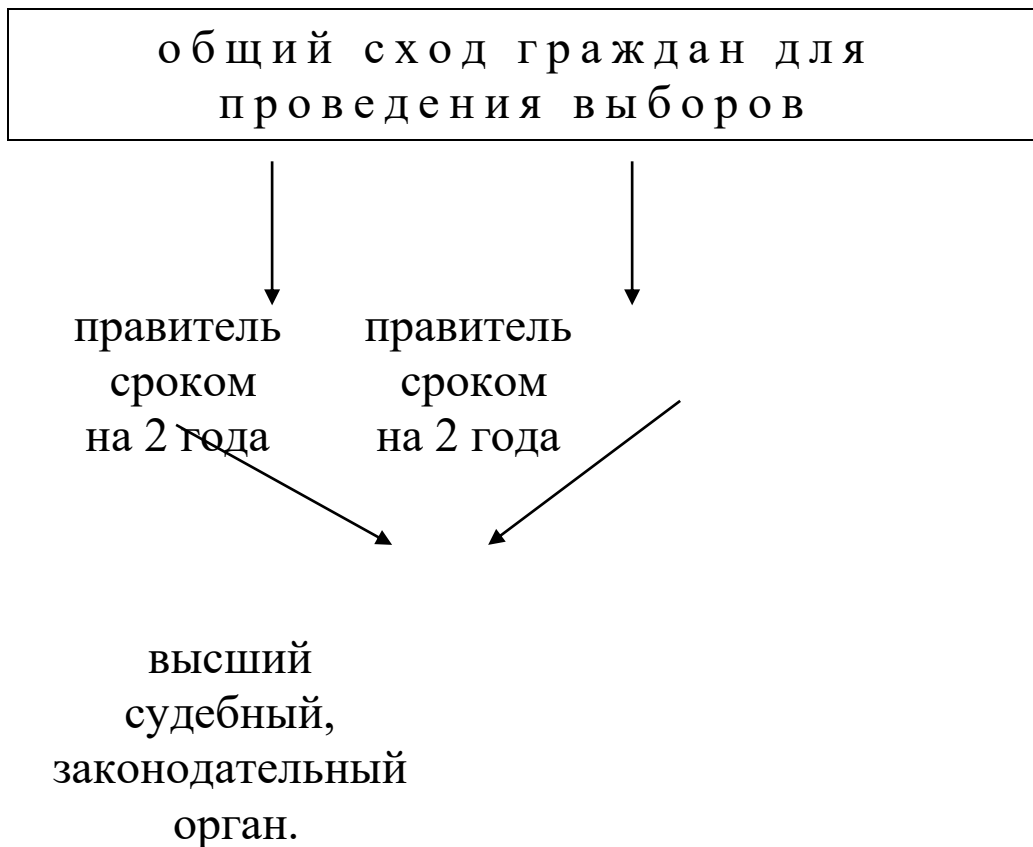 общий сход граждан для
проведения выборов
правитель правитель
сроком сроком
на 2 года на 2 года
высший
судебный,
законодательный
орган.